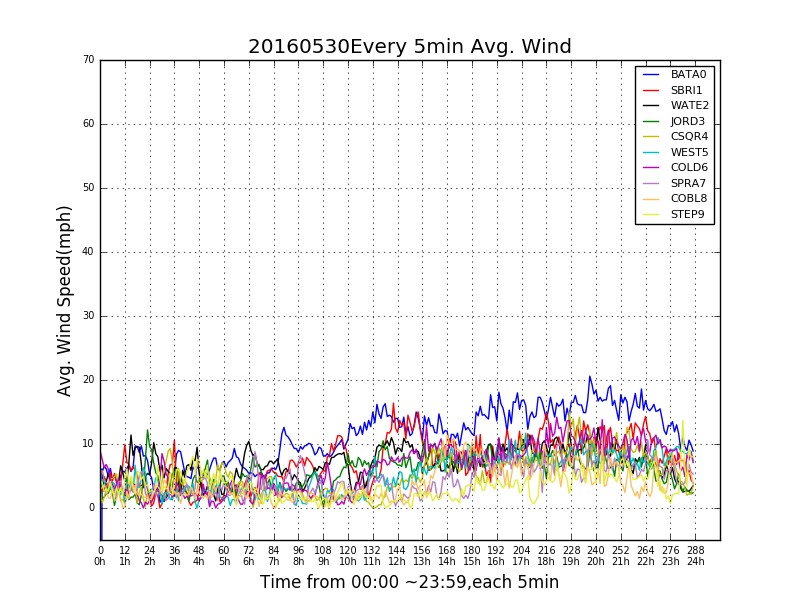 20160530Every 5min Avg. Wind
70
60
50
40
30
20
10
0
Avg. Wind Speed(mph)
BATA0
SBRI1
WATE2
JORD3
CSQR4
WEST5
COLD6
SPRA7
COBL8
STEP9
0 12 24 36 48 60 72 84 96 108 120 132 144 156 168 180 192 204 216 228 240 252 264 276 288
0h 1h 2h 3h 4h 5h 6h 7h 8h 9h 10h 11h 12h 13h 14h 15h 16h 17h 18h 19h 20h 21h 22h 23h 24h
Time from 00:00 ~23:59,each 5min